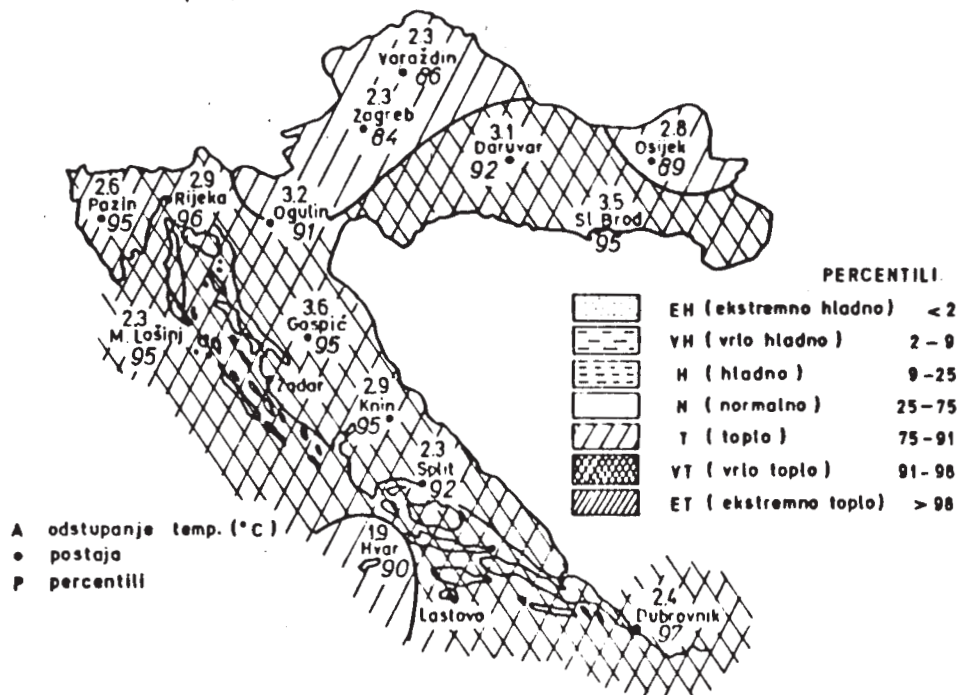 2.3
Varaždin
86
2.3
Zagreb
84
3.1
Daruvar
92
2.8
Osijek
89
3.5
Sl. Brod
95
2.6
Pazin
95
2.9
Rijeka
96
3.2
Ogulin
91
2.3
M. Lošinj
95
3.6
Gospić
95
Zadar
2.9
Knin
95
2.3
Split
92
1.9
Hvar
90
Lastovo
2.4
Dubrovnik
97
PERCENTILI
EH (ekstremno hladno) < 2
VH (vrlo hladno) 2-9
H (hladno) 9-25
N (normalno) 25-75
T (toplo) 75-91
VT (vrlo toplo) 91-98
ET (ekstremno toplo) > 98
A odstupanje temp. (°C)
• postaja
P percentili